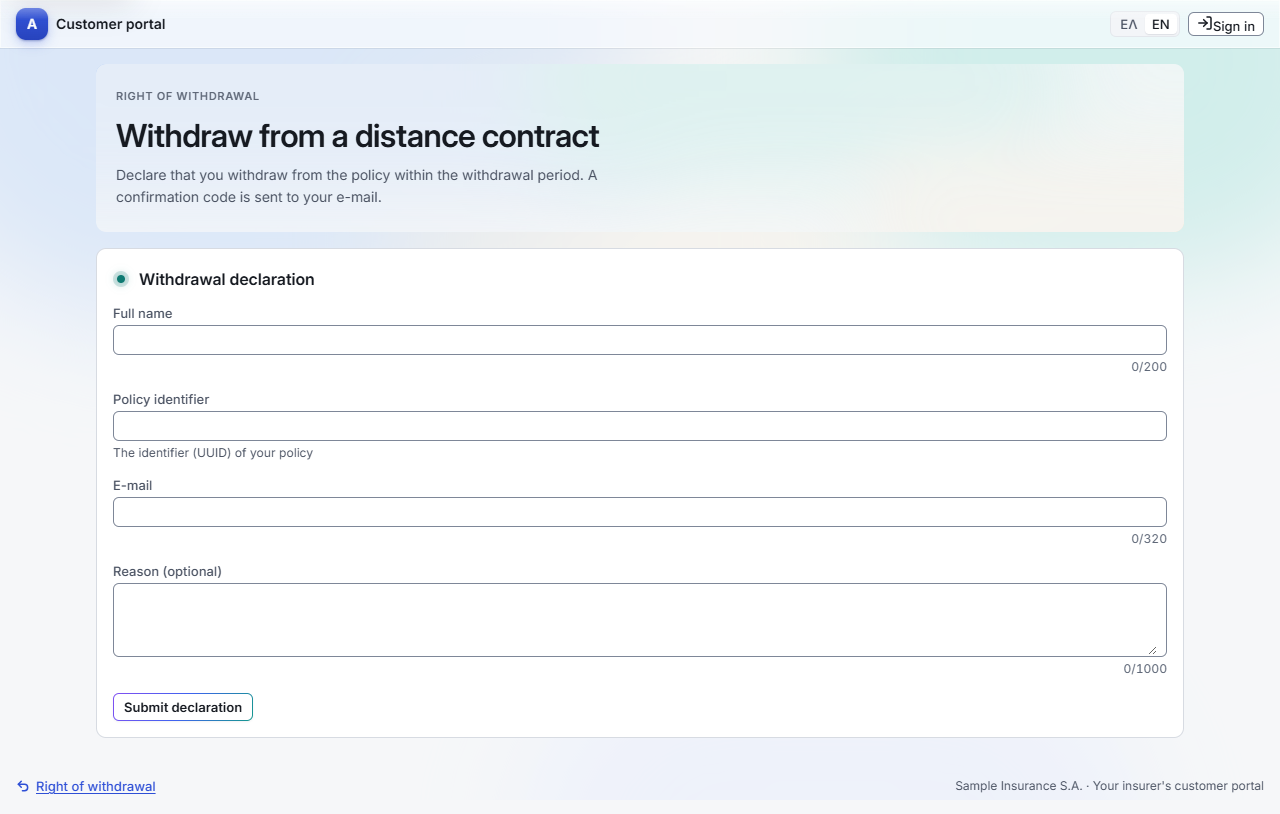 A Customer portal
ΕΛ EN Sign in
RIGHT OF WITHDRAWAL
Withdraw from a distance contract
Declare that you withdraw from the policy within the withdrawal period. A
confirmation code is sent to your e-mail.
Withdrawal declaration
Full name
0/200
Policy identifier
The identifier (UUID) of your policy
E-mail
0/320
Reason (optional)
0/1000
Submit declaration
Right of withdrawal
Sample Insurance S.A. · Your insurer's customer portal